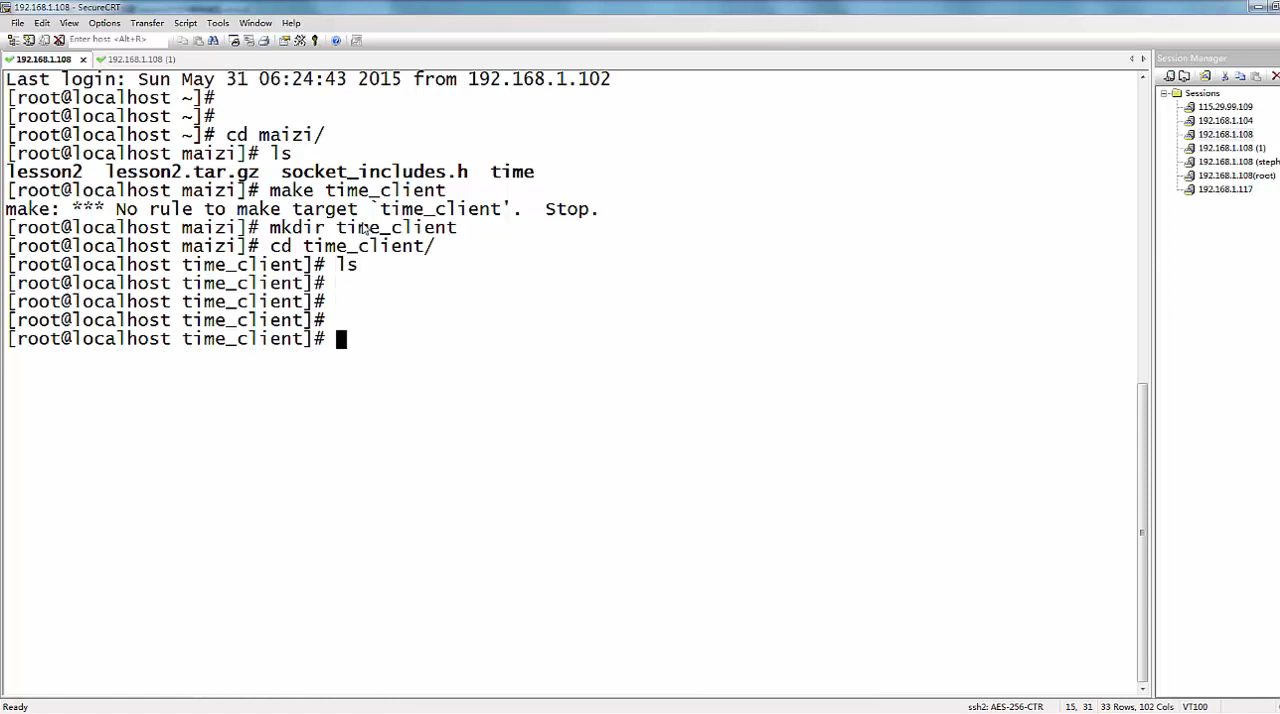 192.168.1.108 - SecureCRT
File Edit View Options Transfer Script Tools Window Help
Enter host <Alt+R>
192.168.1.108 192.168.1.108 (1)
Last login: Sun May 31 06:24:43 2015 from 192.168.1.102
[root@localhost ~]#
[root@localhost ~]#
[root@localhost ~]# cd maizi/
[root@localhost maizi]# ls
lesson2 lesson2.tar.gz socket_includes.h time
[root@localhost maizi]# make time_client
make: *** No rule to make target `time_client'. Stop.
[root@localhost maizi]# mkdir time_client
[root@localhost maizi]# cd time_client/
[root@localhost time_client]# ls
[root@localhost time_client]#
[root@localhost time_client]#
[root@localhost time_client]#
[root@localhost time_client]#
Session Manager
Sessions
115.29.99.109
192.168.1.104
192.168.1.108
192.168.1.108 (1)
192.168.1.108 (steph
192.168.1.108(root)
192.168.1.117
Ready
ssh2: AES-256-CTR 15, 31 33 Rows, 102 Cols VT100